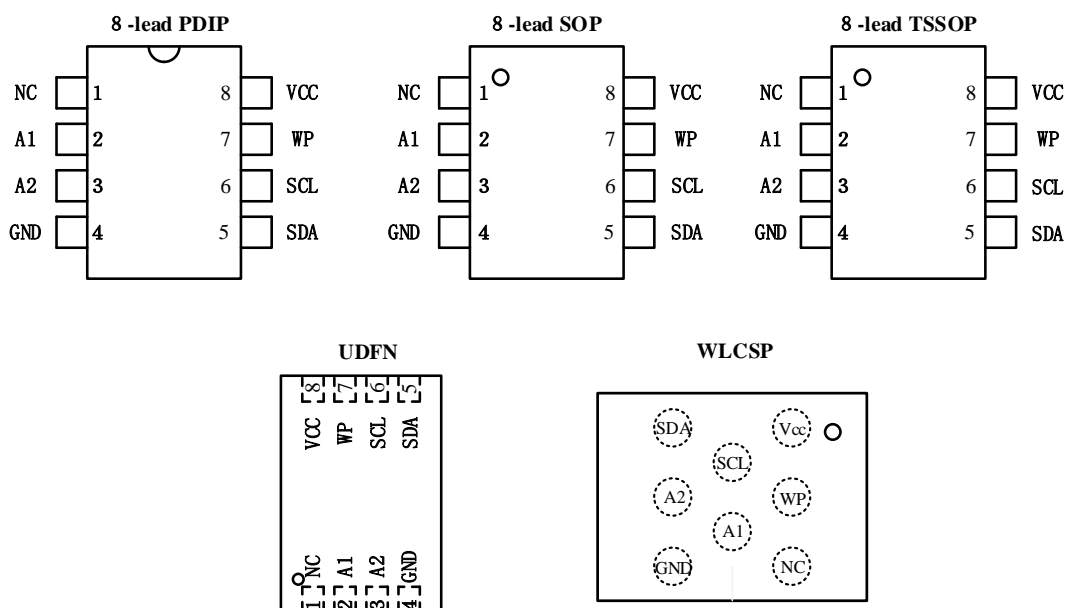 8 -lead PDIP
8 -lead SOP
8 -lead TSSOP
NC 1 8 VCC
A1 2 7 WP
A2 3 6 SCL
GND 4 5 SDA
NC 1 8 VCC
A1 2 7 WP
A2 3 6 SCL
GND 4 5 SDA
NC 1 8 VCC
A1 2 7 WP
A2 3 6 SCL
GND 4 5 SDA
UDFN
8 7 6 5
VCC WP SCL SDA
NC A1 A2 GND
1 2 3 4
WLCSP
SDA Vcc
SCL
A2 WP
A1
GND NC